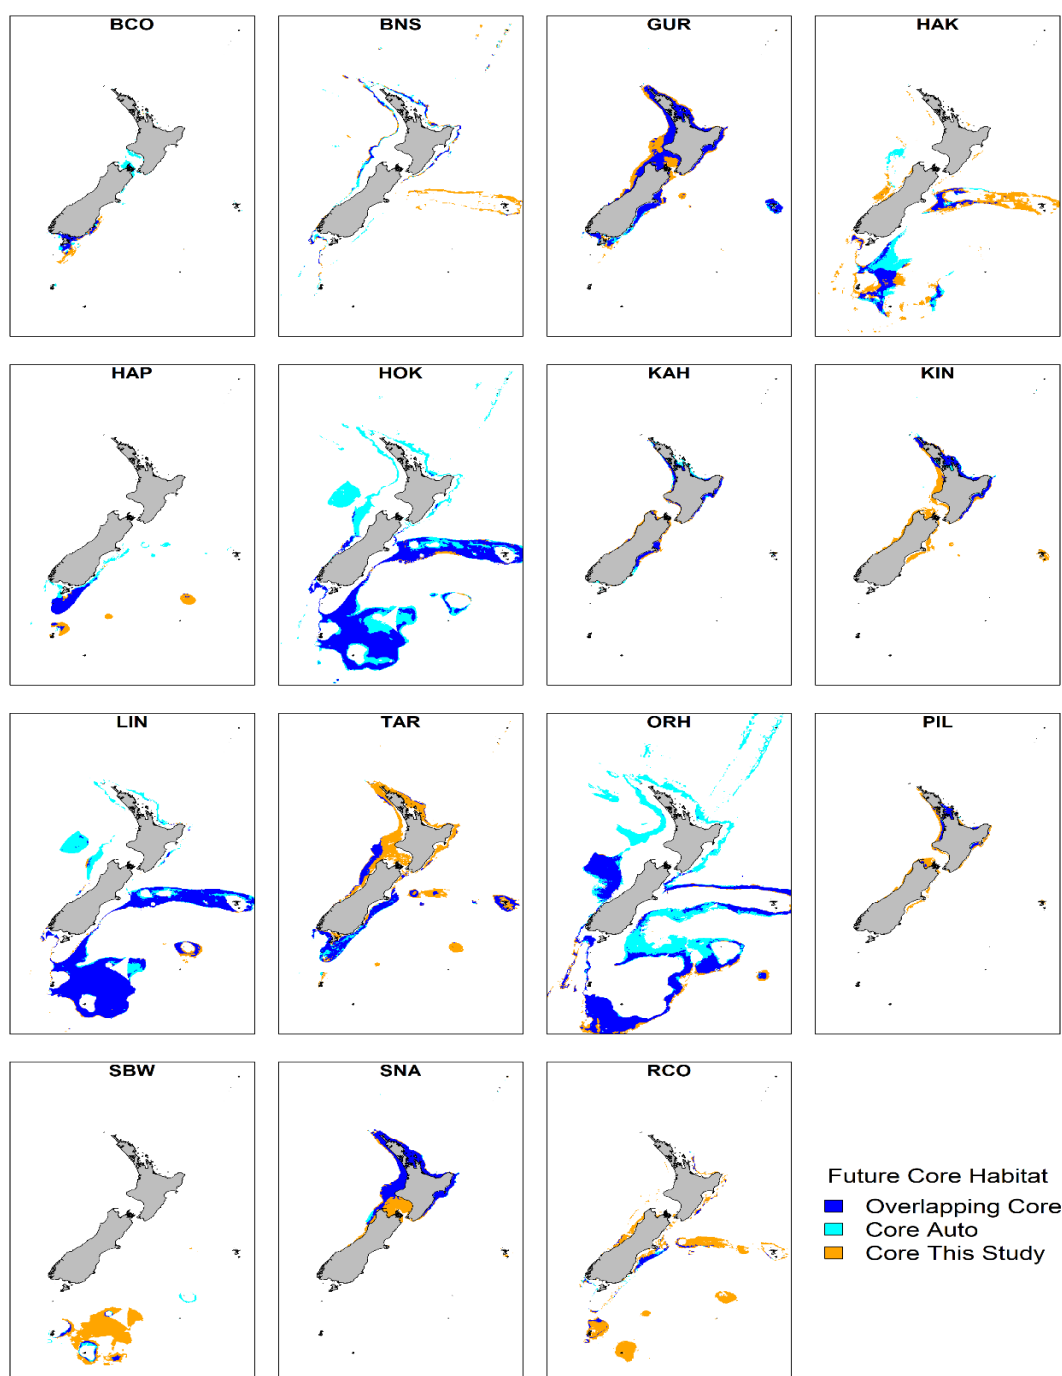 BCO
BNS
GUR
HAK
HAP
HOK
KAH
KIN
LIN
TAR
ORH
PIL
SBW
SNA
RCO
Future Core Habitat
Overlapping Core
Core Auto
Core This Study